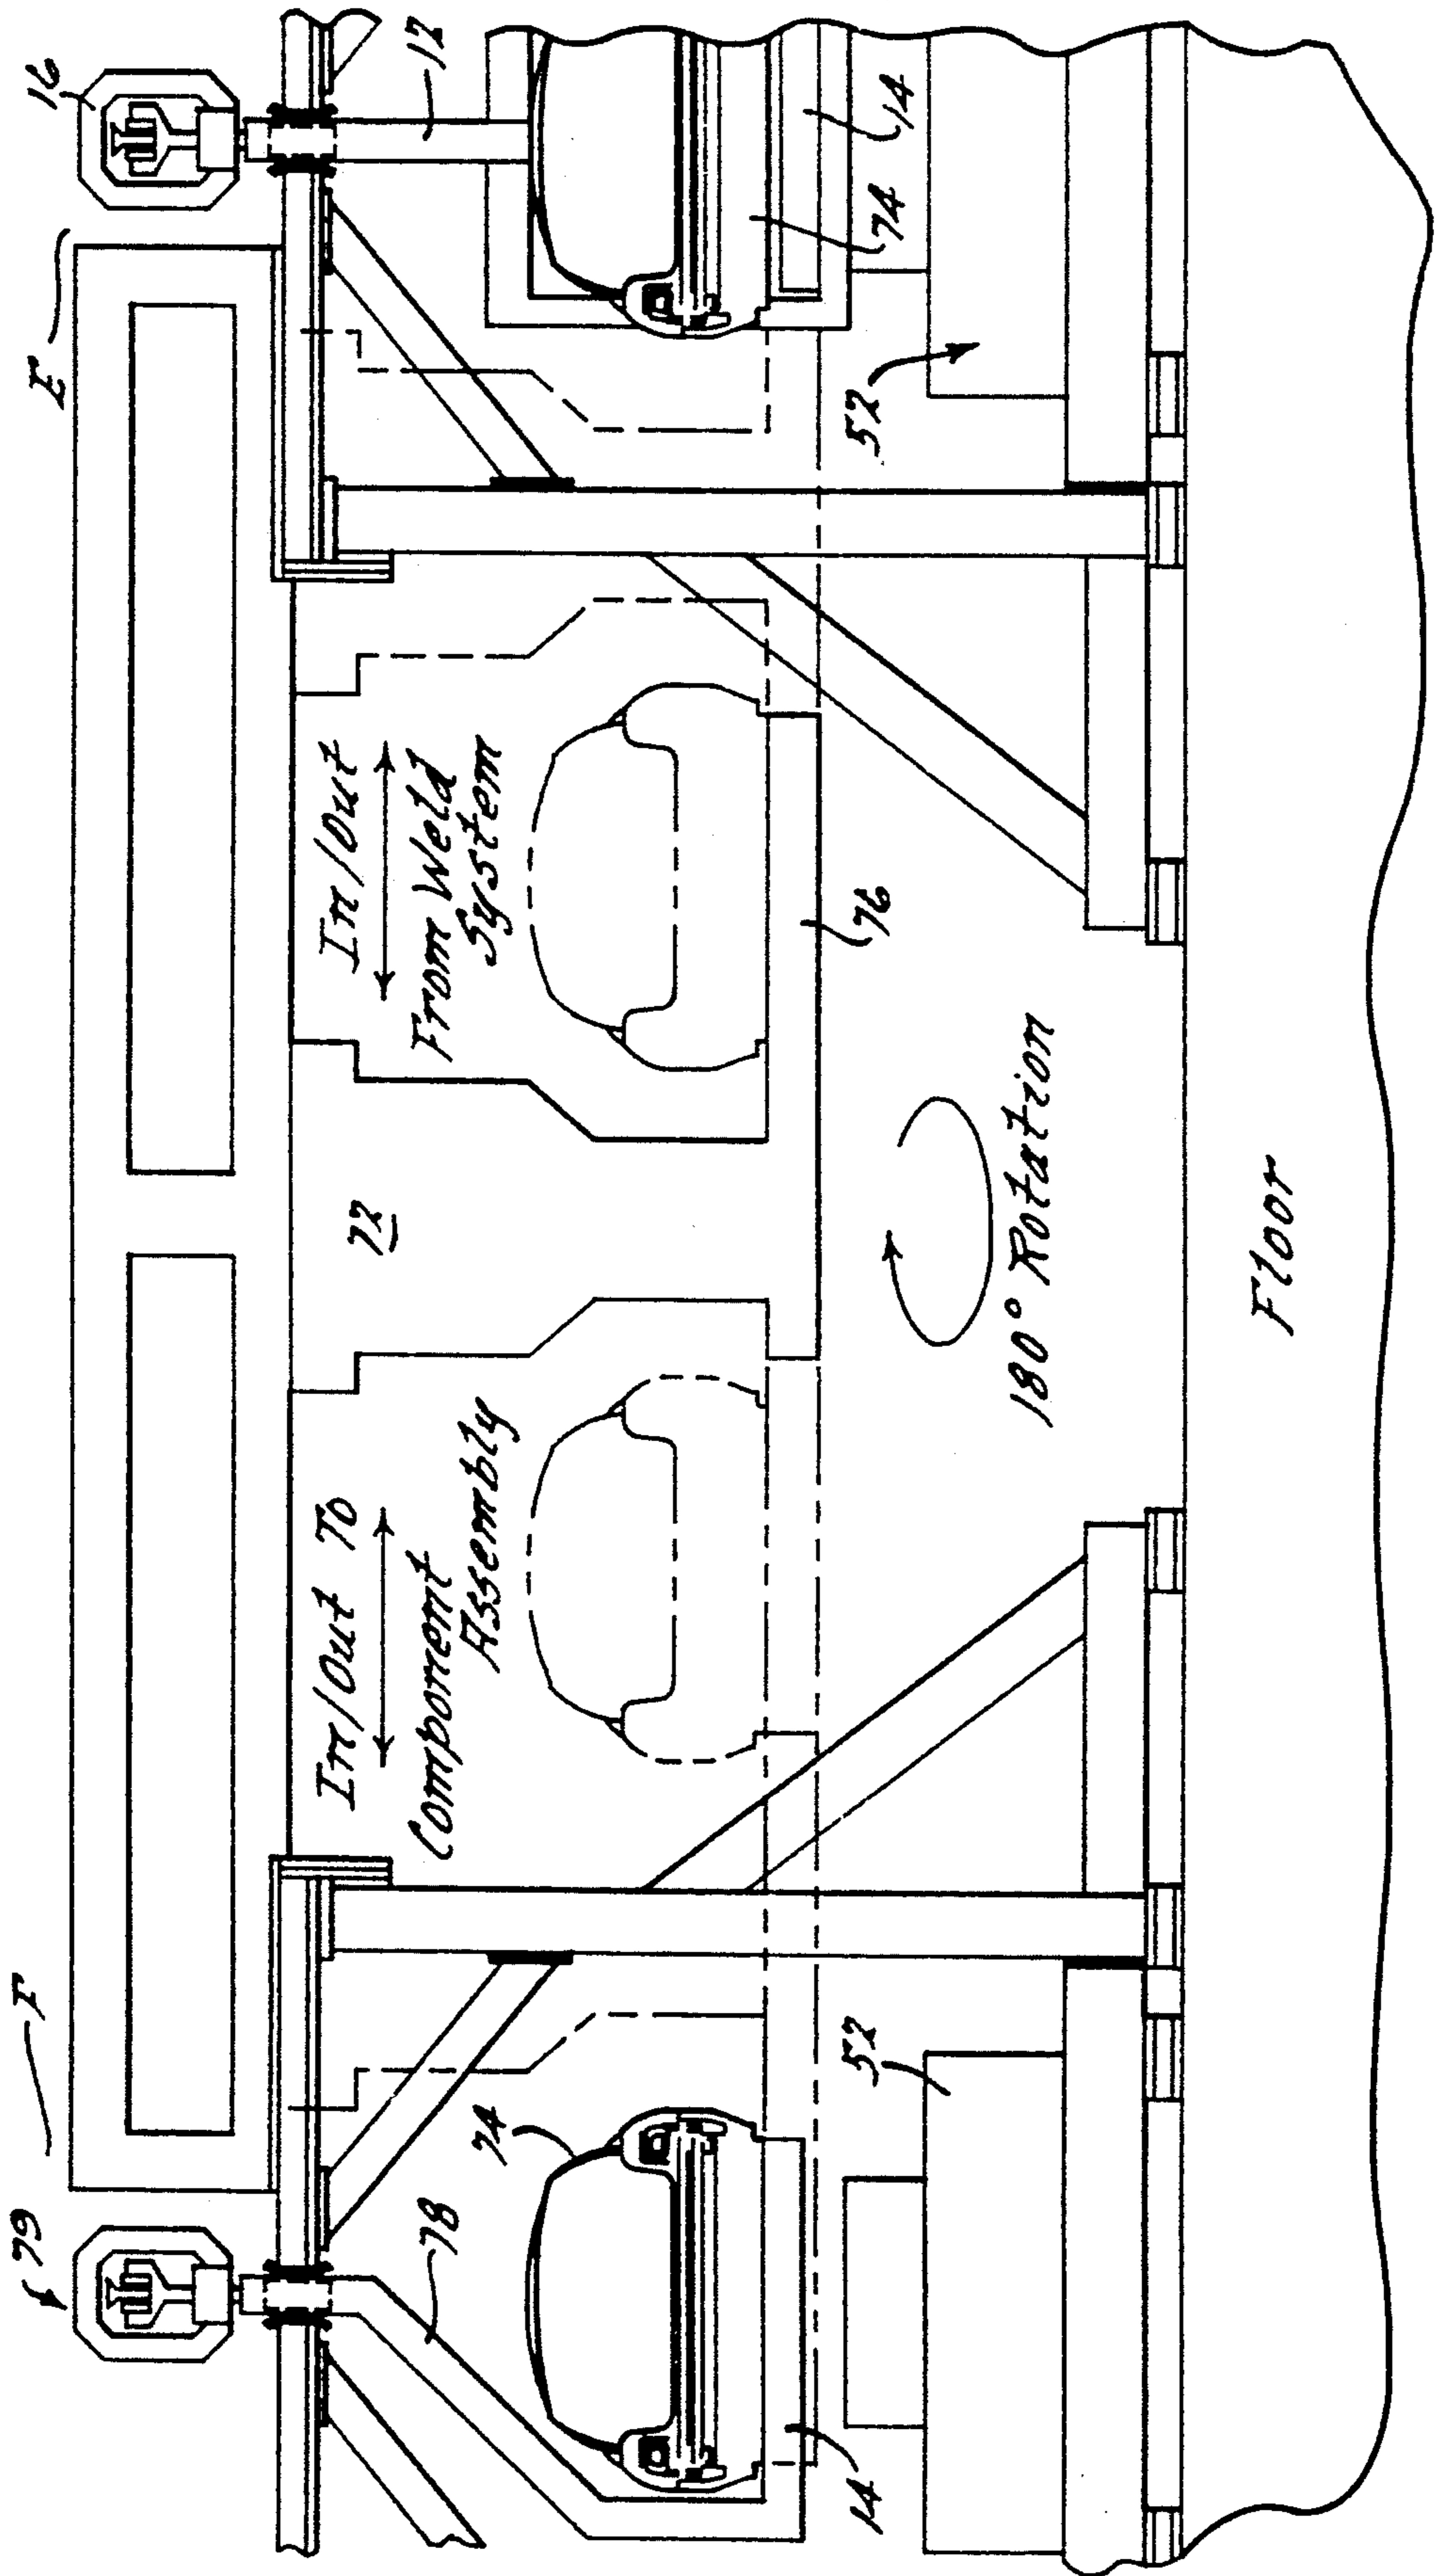 79
F
E
16
In/Out To
Component
Assembly
72
In/Out
From Weld
System
12
78
74
14
52
76
180° Rotation
52
74
14
Floor